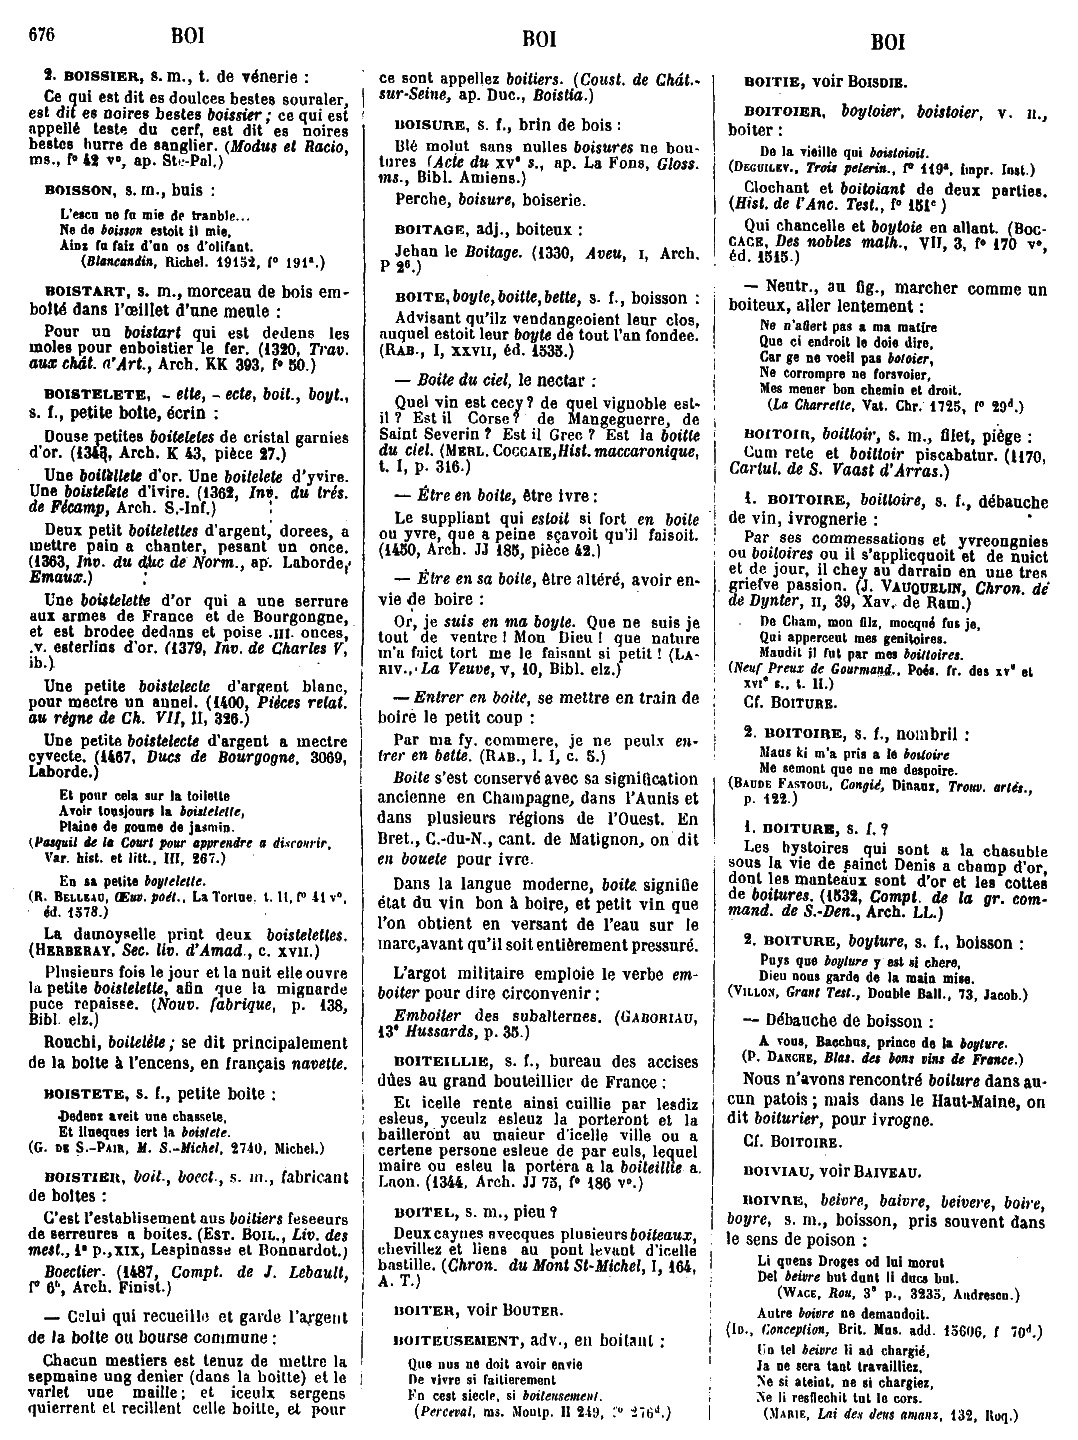 676
BOI
BOI
BOI
2. BOISSIER, s. m., t. de vénerie :
Ce qui est dit es doulces bestes souraler,
est dit es noires bestes boissier ; ce qui est
appellé teste du cerf, est dit es noires
bestes hurre de sanglier. (Modus et Racio,
ms., f° 42 v°, ap. Ste-Pal.)
BOISSON, s. m., buis :
L'escu ne fu mie de tranble...
Ne de boisson estoit il mie,
Ainz fu faiz d'un os d'olifant.
(Blancandin, Richel. 19152, f° 191ª.)
BOISTART, s. m., morceau de bois em-
boîté dans l'œillet d'une meule :
Pour un boistart qui est dedens les
moles pour enboistier le fer. (1320, Trav.
aux chât. d'Art., Arch. KK 393, f° 50.)
BOISTELETE, - ette, - ecte, boit., boyt.,
s. f., petite boîte, écrin :
Douse petites boiteletes de cristal garnies
d'or. (1343, Arch. K 43, pièce 27.)
Une boitellete d'or. Une boitelete d'yvire.
Une boistelete d'ivire. (1362, Inv. du trés.
de Fécamp, Arch. S.-Inf.)
Deux petit boitelettes d'argent, dorees, a
mettre pain a chanter, pesant un once.
(1363, Inv. du duc de Norm., ap. Laborde,
Emaux.)
Une boistelette d'or qui a une serrure
aux armes de France et de Bourgongne,
et est brodee dedans et poise .III. onces,
.v. esterlins d'or. (1379, Inv. de Charles V,
ib.)
Une petite boistelecte d'argent blanc,
pour mectre un annel. (1400, Pièces relat.
au règne de Ch. VII, II, 326.)
Une petite boistelecte d'argent a mectre
cyvecte. (1467, Ducs de Bourgogne, 3069,
Laborde.)
Et pour cela sur la toilette
Avoir tousjours la boistelette,
Plaine de goume de jasmin.
(Pasquil de la Court pour apprendre a discourir,
Var. hist. et litt., III, 267.)
En sa petite boytelette.
(R. BELLEAU, Œuv. poét., La Tortue, t. II, f° 41 v°,
éd. 1578.)
La damoyselle print deux boistelettes.
(HERBERAY, Sec. liv. d'Amad., c. XVII.)
Plusieurs fois le jour et la nuit elle ouvre
la petite boistelette, afin que la mignarde
puce repaisse. (Nouv. fabrique, p. 138,
Bibl. elz.)
Rouchi, boitelète ; se dit principalement
de la boîte à l'encens, en français navette.
BOISTETE, s. f., petite boite :
Dedenz aveit une chassete,
Et ilueques iert la boistete.
(G. DE S.-PAIR, M. S.-Michel, 2740, Michel.)
BOISTIER, boit., boect., s. m., fabricant
de boîtes :
C'est l'establisement aus boitiers feseeurs
de serreures a boites. (EST. BOIL., Liv. des
mest., 1ª p., XIX, Lespinasse et Bonnardot.)
Boectier. (1487, Compt. de J. Lebault,
f° 6ʰ, Arch. Finist.)
— Celui qui recueille et garde l'argent
de la boîte ou bourse commune :
Chacun mestiers est tenuz de mettre la
sepmaine ung denier (dans la boitte) et le
varlet une maille ; et iceulx sergens
quierrent et recillent celle boitte, et pour
ce sont appellez boitiers. (Coust. de Chât.-
sur-Seine, ap. Duc., Boistia.)
BOISURE, s. f., brin de bois :
Blé molut sans nulles boisures ne bou-
tures (Acte du XVᵉ s., ap. La Fons, Gloss.
ms., Bibl. Amiens.)
Perche, boisure, boiserie.
BOITAGE, adj., boiteux :
Jehan le Boitage. (1330, Aveu, I, Arch.
P 2⁶.)
BOITE, boyte, boitte, bette, s. f., boisson :
Advisant qu'ilz vendangeoient leur clos,
auquel estoit leur boyte de tout l'an fondee.
(RAB., I, XXVII, éd. 1535.)
— Boite du ciel, le nectar :
Quel vin est cecy ? de quel vignoble est-
il ? Est il Corse ? de Mangeguerre, de
Saint Severin ? Est il Grec ? Est la boitte
du ciel. (MERL. COCCAIE, Hist. maccaronique,
t. I, p. 316.)
— Être en boite, être ivre :
Le suppliant qui estoit si fort en boite
ou yvre, que a peine sçavoit qu'il faisoit.
(1450, Arch. JJ 185, pièce 42.)
— Être en sa boite, être altéré, avoir en-
vie de boire :
Or, je suis en ma boyte. Que ne suis je
tout de ventre ! Mon Dieu ! que nature
m'a faict tort me le faisant si petit ! (LA-
RIV., La Veuve, V, 10, Bibl. elz.)
— Entrer en boite, se mettre en train de
boire le petit coup :
Par ma fy, commere, je ne peulx en-
trer en bette. (RAB., l. I, c. 5.)
Boite s'est conservé avec sa signification
ancienne en Champagne, dans l'Aunis et
dans plusieurs régions de l'Ouest. En
Bret., C.-du-N., cant. de Matignon, on dit
en bouete pour ivre.
Dans la langue moderne, boite signifie
état du vin bon à boire, et petit vin que
l'on obtient en versant de l'eau sur le
marc, avant qu'il soit entièrement pressuré.
L'argot militaire emploie le verbe em-
boiter pour dire circonvenir :
Emboiter des subalternes. (GABORIAU,
13ᵉ Hussards, p. 35.)
BOITEILLIE, s. f., bureau des accises
dûes au grand bouteillier de France :
Et icelle rente ainsi cuillie par lesdiz
esleus, yceulz esleuz la porteront et la
bailleront au maieur d'icelle ville ou a
certene persone esleue de par euls, lequel
maire ou esleu la portera a la boiteillie a
Laon. (1344, Arch. JJ 75, f° 186 v°.)
BOITEL, s. m., pieu ?
Deux caynes avecques plusieurs boiteaux,
chevillez et liens au pont levant d'icelle
bastille. (Chron. du Mont St-Michel, I, 164,
A. T.)
BOITER, voir BOUTER.
BOITEUSEMENT, adv., en boitant :
Que nus ne doit avoir envie
De vivre si faitierement
En cest siecle, si boiteusement.
(Perceval, ms. Montp. H 249, f° 276ᵈ.)
BOITIE, voir BOISDIE.
BOITOIER, boytoier, boistoier, v. n.,
boiter :
De la vieille qui boistoioit.
(DEGUILEV., Trois pelerin., f° 119ª, impr. Inst.)
Clochant et boitoiant de deux parties.
(Hist. de l'Anc. Test., f° 151ᶜ)
Qui chancelle et boytoie en allant. (BOC-
CACE, Des nobles malh., VII, 3, f° 170 v°,
éd. 1515.)
— Neutr., au fig., marcher comme un
boiteux, aller lentement :
Ne n'afiert pas a ma matire
Que ci endroit le doie dire,
Car ge ne voeil pas botoier,
Ne corrompre ne forsvoier,
Mes mener bon chemin et droit.
(La Charrette, Vat. Chr. 1725, f° 29ᵈ.)
BOITOIR, boittoir, s. m., filet, piège :
Cum rete et boittoir piscabatur. (1170,
Cartul. de S. Vaast d'Arras.)
1. BOITOIRE, boittoire, s. f., débauche
de vin, ivrognerie :
Par ses commessations et yvreongnies
ou boitoires ou il s'applicquoit et de nuict
et de jour, il chey au darrain en une tres
griefve passion. (J. VAUQUELIN, Chron. de
de Dynter, II, 39, Xav. de Ram.)
De Cham, mon filz, mocqué fus je,
Qui apperceut mes genitoires.
Maudit il fut par mes boittoires.
(Neuf Preux de Gourmand., Poés. fr. des XVᵉ et
XVIᵉ s., t. II.)
Cf. BOITURE.
2. BOITOIRE, s. f., nombril :
Maus ki m'a pris a le boutoire
Me semont que ne me despoire.
(BAUDE FASTOUL, Congié, Dinaux, Trouv. artés.,
p. 122.)
1. BOITURE, s. f. ?
Les hystoires qui sont a la chasuble
sous la vie de sainct Denis a champ d'or,
dont les manteaux sont d'or et les cottes
de boitures. (1532, Compt. de la gr. com-
mand. de S.-Den., Arch. LL.)
2. BOITURE, boyture, s. f., boisson :
Puys que boyture y est si chere,
Dieu nous garde de la main mise.
(VILLON, Grant Test., Double Ball., 73, Jacob.)
— Débauche de boisson :
A vous, Bacchus, prince de la boyture.
(P. DANCHE, Blas. des bons vins de France.)
Nous n'avons rencontré boiture dans au-
cun patois ; mais dans le Haut-Maine, on
dit boiturier, pour ivrogne.
Cf. BOITOIRE.
BOIVIAU, voir BAIVEAU.
BOIVRE, beivre, baivre, beivere, boire,
boyre, s. m., boisson, pris souvent dans
le sens de poison :
Li quens Droges od lui morut
Del beivre but dunt li ducs but.
(WACE, Rou, 3ᵉ p., 3235, Andresen.)
Autre boivre ne demandoit.
(ID., Conception, Brit. Mus. add. 15606, f 70ᵈ.)
Un tel beivre li ad chargié,
Ja ne sera tant travailliez,
Ne si ateint, ne si chargiez,
Ne li resflechit tut le cors.
(MARIE, Lai des deus amanz, 132, Roq.)